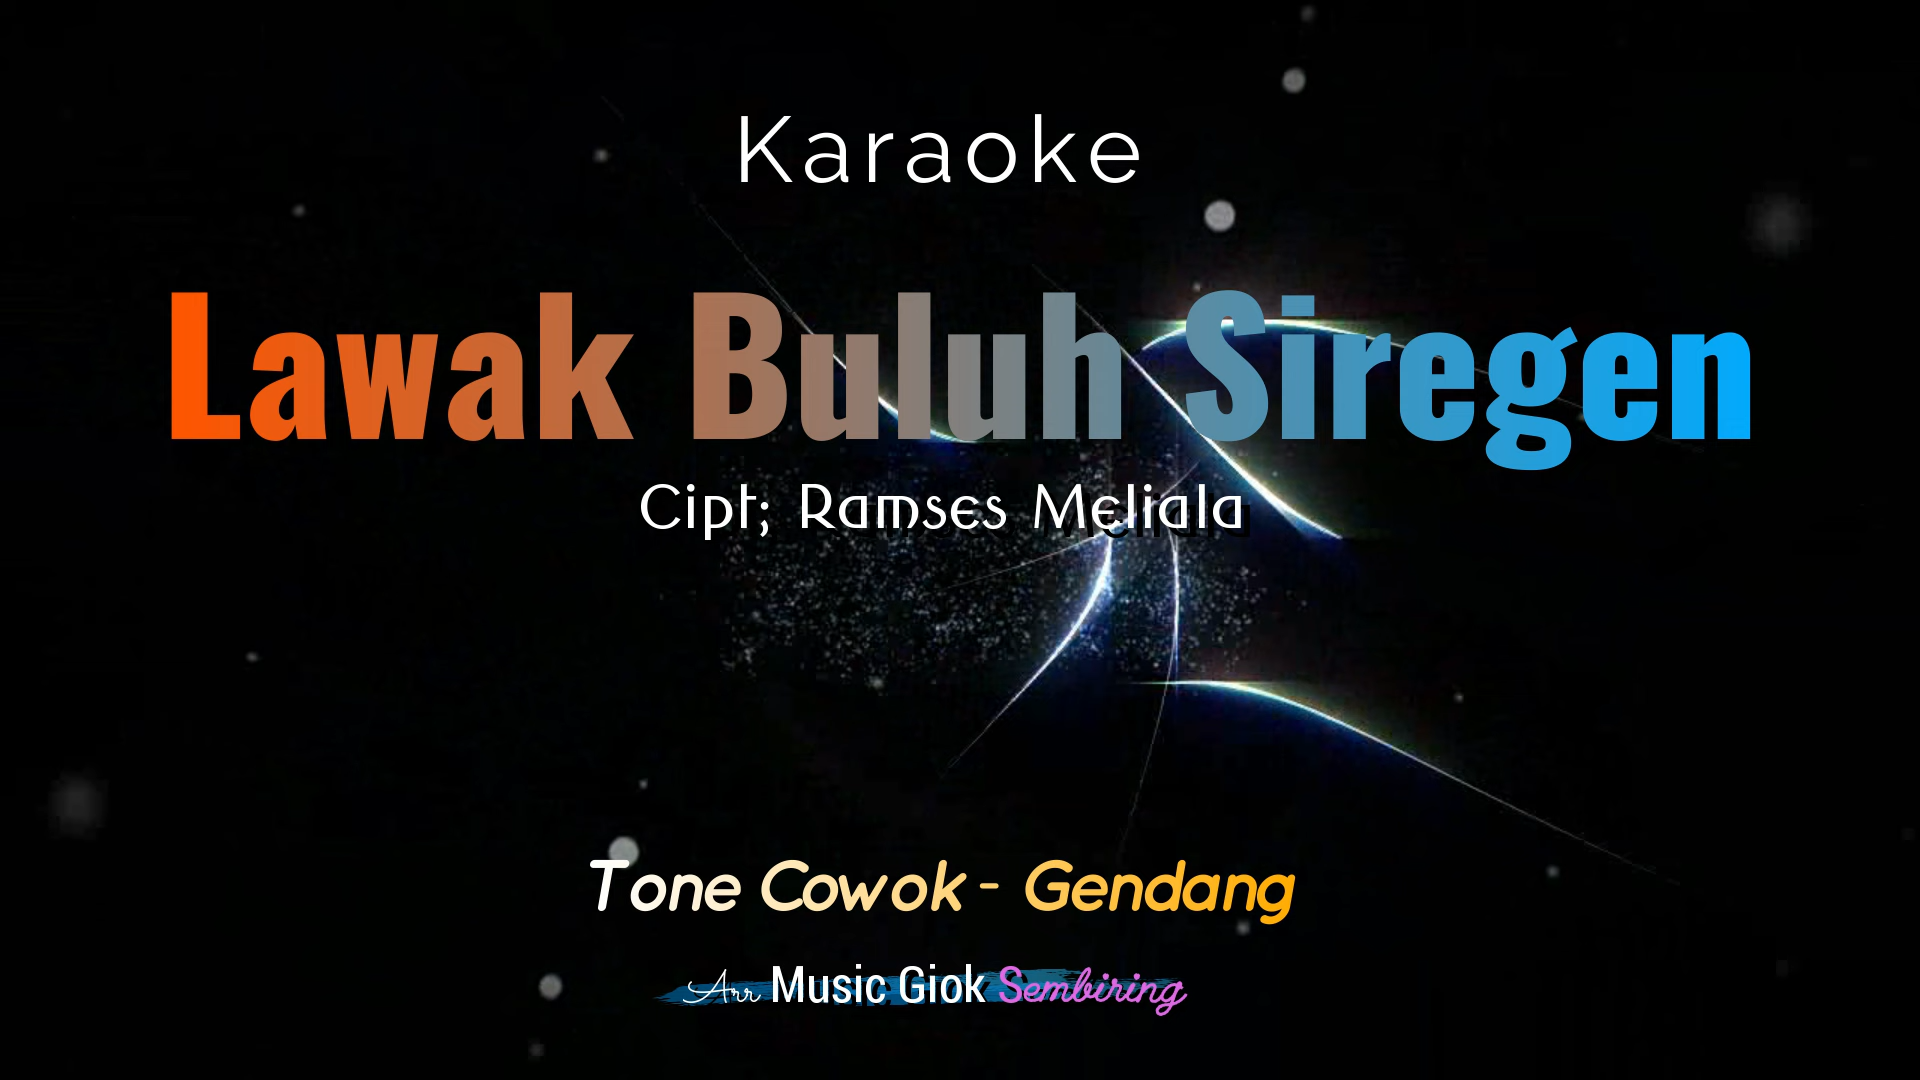 Karaoke
Lawak Buluh Siregen
Cipt; Ramses Meliala
Tone Cowok - Gendang
Arr Music Giok Sembiring